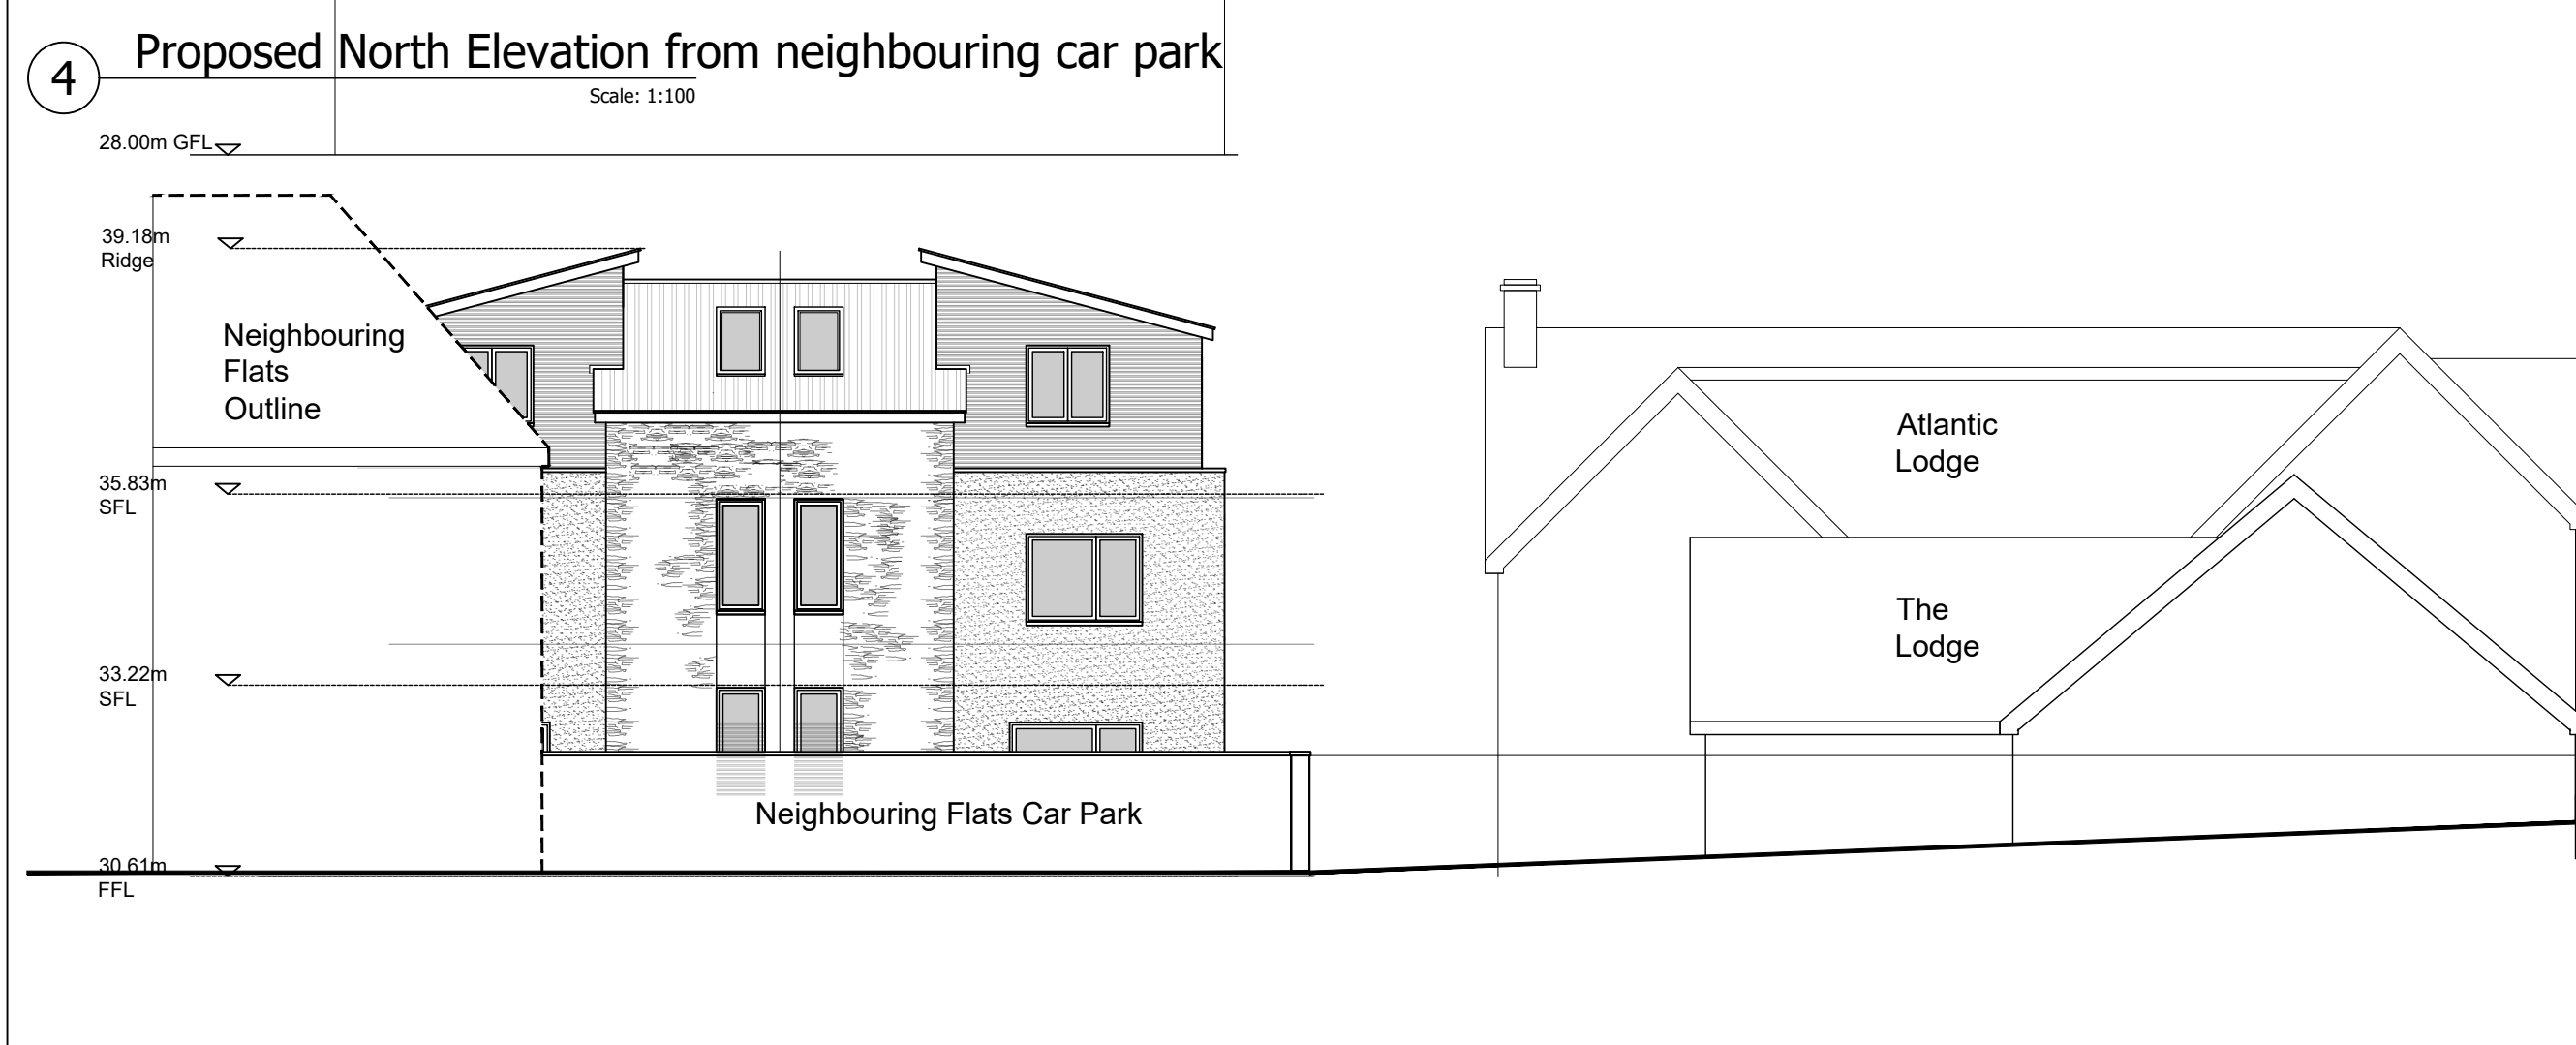 4
Proposed North Elevation from neighbouring car park
Scale: 1:100
28.00m GFL
39.18m
Ridge
Neighbouring
Flats
Outline
Atlantic
Lodge
35.83m
SFL
The
Lodge
33.22m
SFL
Neighbouring Flats Car Park
30.61m
FFL